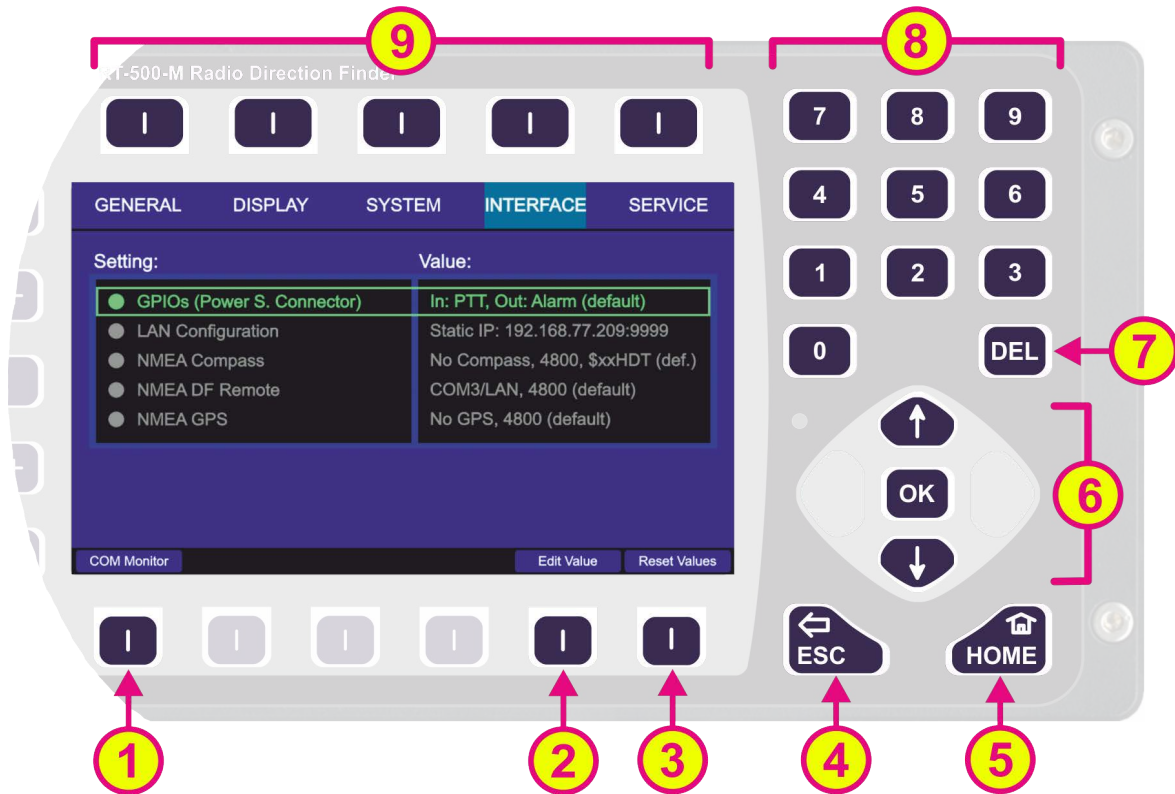 9
8
T-500-M Radio Direction Finder
7 8 9
GENERAL DISPLAY SYSTEM INTERFACE SERVICE
4 5 6
Setting: Value:
1 2 3
GPIOs (Power S. Connector) In: PTT, Out: Alarm (default)
LAN Configuration Static IP: 192.168.77.209:9999
NMEA Compass No Compass, 4800, $xxHDT (def.)
NMEA DF Remote COM3/LAN, 4800 (default)
NMEA GPS No GPS, 4800 (default)
0 DEL 7
OK 6
COM Monitor Edit Value Reset Values
ESC HOME
1 2 3 4 5